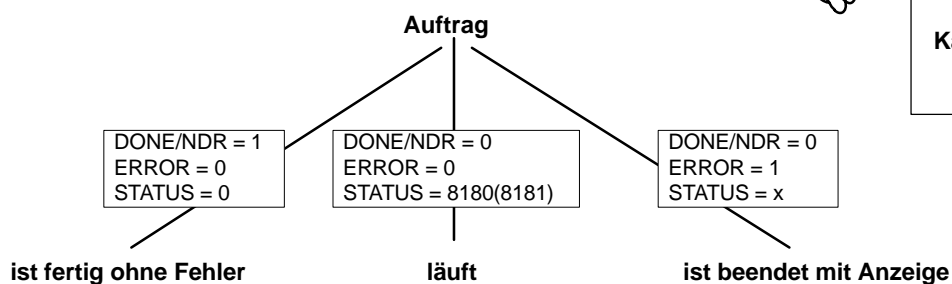 Auftrag
DONE/NDR = 1
ERROR = 0
STATUS = 0
DONE/NDR = 0
ERROR = 0
STATUS = 8180(8181)
DONE/NDR = 0
ERROR = 1
STATUS = x
ist fertig ohne Fehler
läuft
ist beendet mit Anzeige